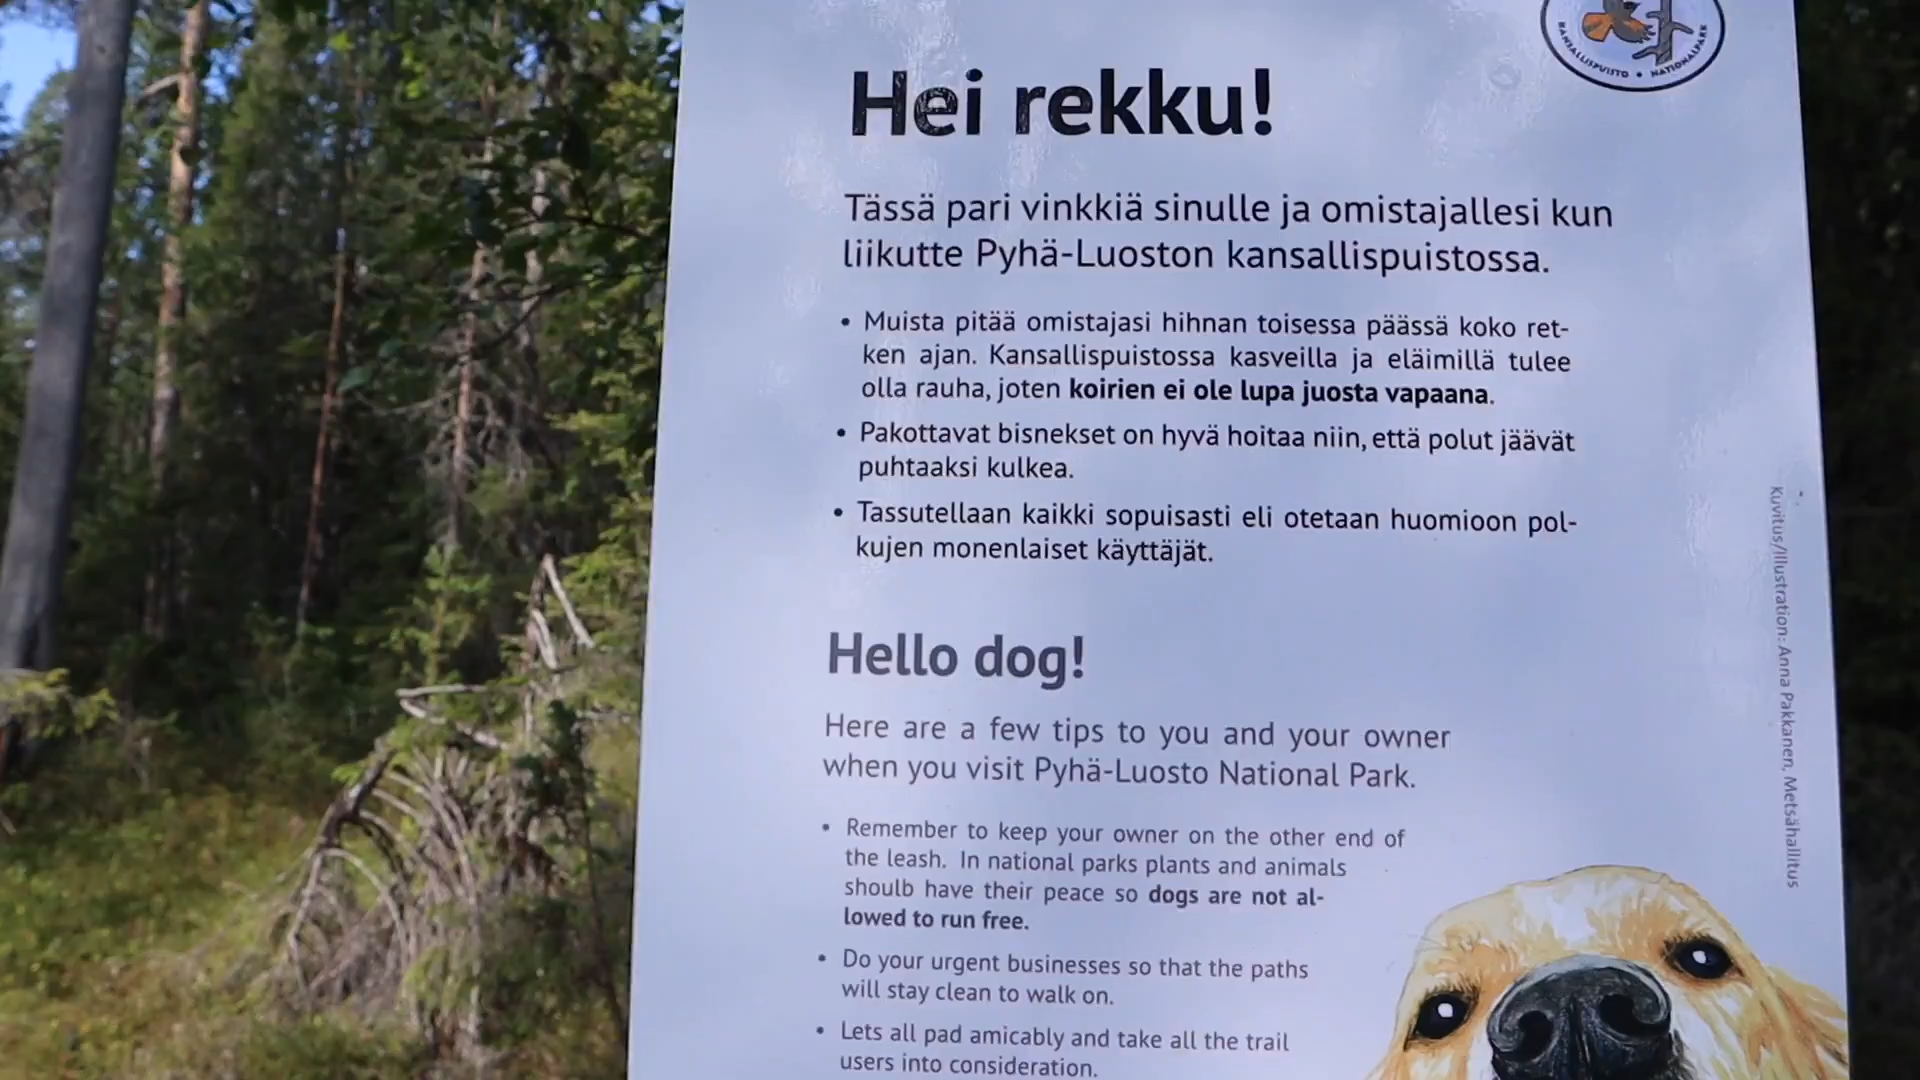 KANSALLISPUISTO • NATIONALPARK
Hei rekku!
Tässä pari vinkkiä sinulle ja omistajallesi kun
liikutte Pyhä-Luoston kansallispuistossa.
• Muista pitää omistajasi hihnan toisessa päässä koko ret-
ken ajan. Kansallispuistossa kasveilla ja eläimillä tulee
olla rauha, joten koirien ei ole lupa juosta vapaana.
• Pakottavat bisnekset on hyvä hoitaa niin, että polut jäävät
puhtaaksi kulkea.
• Tassutellaan kaikki sopuisasti eli otetaan huomioon pol-
kujen monenlaiset käyttäjät.
Hello dog!
Here are a few tips to you and your owner
when you visit Pyhä-Luosto National Park.
• Remember to keep your owner on the other end of
the leash. In national parks plants and animals
shoulb have their peace so dogs are not al-
lowed to run free.
• Do your urgent businesses so that the paths
will stay clean to walk on.
• Lets all pad amicably and take all the trail
users into consideration.
Kuvitus/Illustration: Anna Pakkanen, Metsähallitus